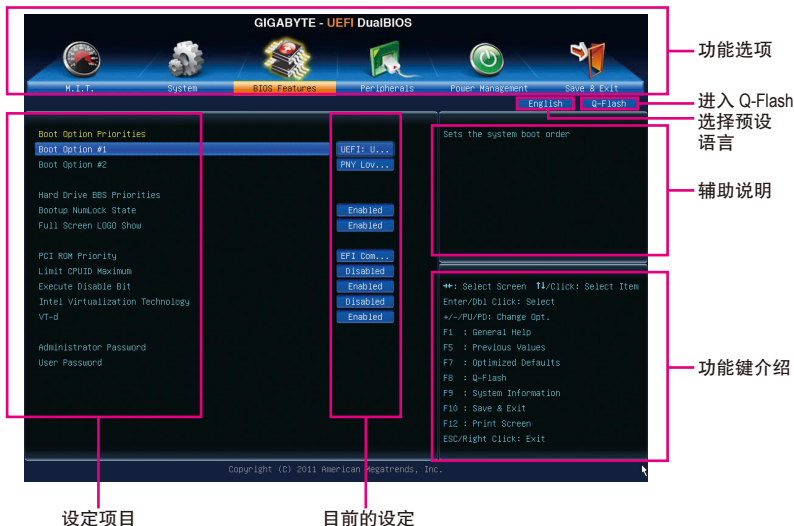 GIGABYTE - UEFI DualBIOS
M.I.T.
System
BIOS Features
Peripherals
Power Management
Save & Exit
功能选项
English
Q-Flash
进入 Q-Flash
选择预设
语言
Boot Option Priorities
Boot Option #1
UEFI: U...
Boot Option #2
PNY Lov...
Hard Drive BBS Priorities
Bootup NumLock State
Enabled
Full Screen LOGO Show
Enabled
PCI ROM Priority
EFI Com...
Limit CPUID Maximum
Disabled
Execute Disable Bit
Enabled
Intel Virtualization Technology
Disabled
VT-d
Enabled
Administrator Password
User Password
Sets the system boot order
辅助说明
→←: Select Screen ↑↓/Click: Select Item
Enter/Dbl Click: Select
+/-/PU/PD: Change Opt.
F1 : General Help
F5 : Previous Values
F7 : Optimized Defaults
F8 : Q-Flash
F9 : System Information
F10 : Save & Exit
F12 : Print Screen
ESC/Right Click: Exit
功能键介绍
Copyright (C) 2011 American Megatrends, Inc.
设定项目
目前的设定